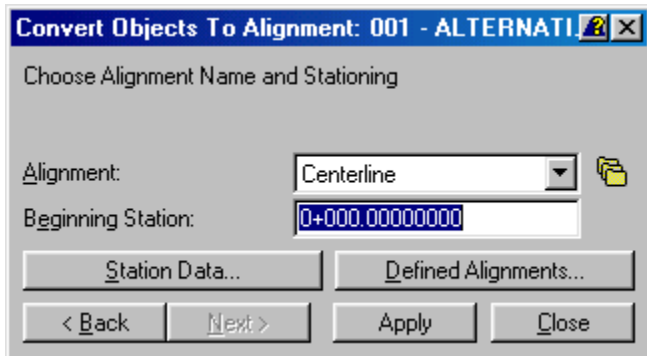 Convert Objects To Alignment: 001 - ALTERNATI...
Choose Alignment Name and Stationing
Alignment: Centerline
Beginning Station: 0+000.00000000
Station Data... Defined Alignments...
< Back Next > Apply Close